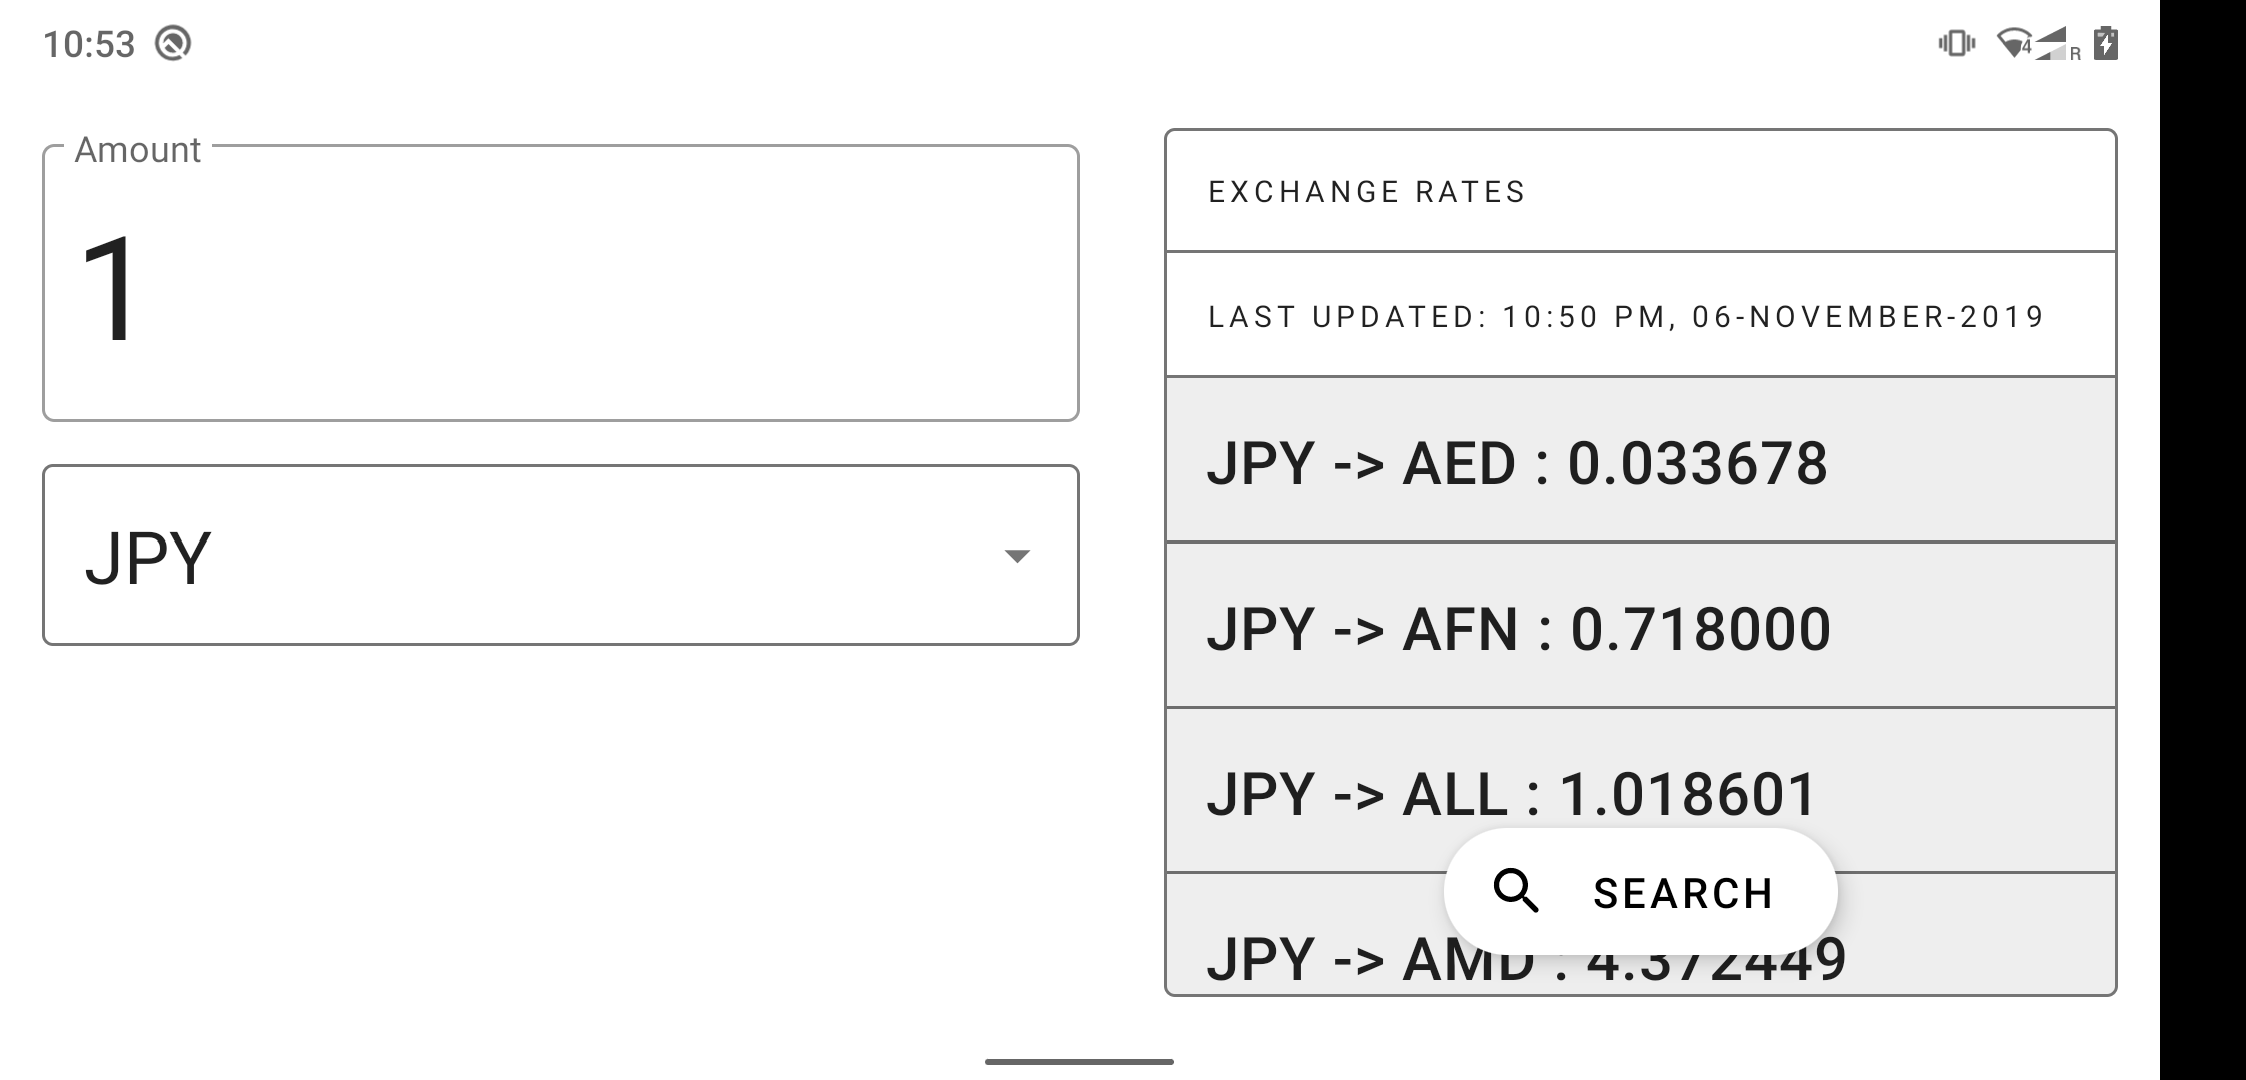 10:53
4 R
Amount
1
JPY
EXCHANGE RATES
LAST UPDATED: 10:50 PM, 06-NOVEMBER-2019
JPY -> AED : 0.033678
JPY -> AFN : 0.718000
JPY -> ALL : 1.018601
SEARCH
JPY -> AMD : 4.372449